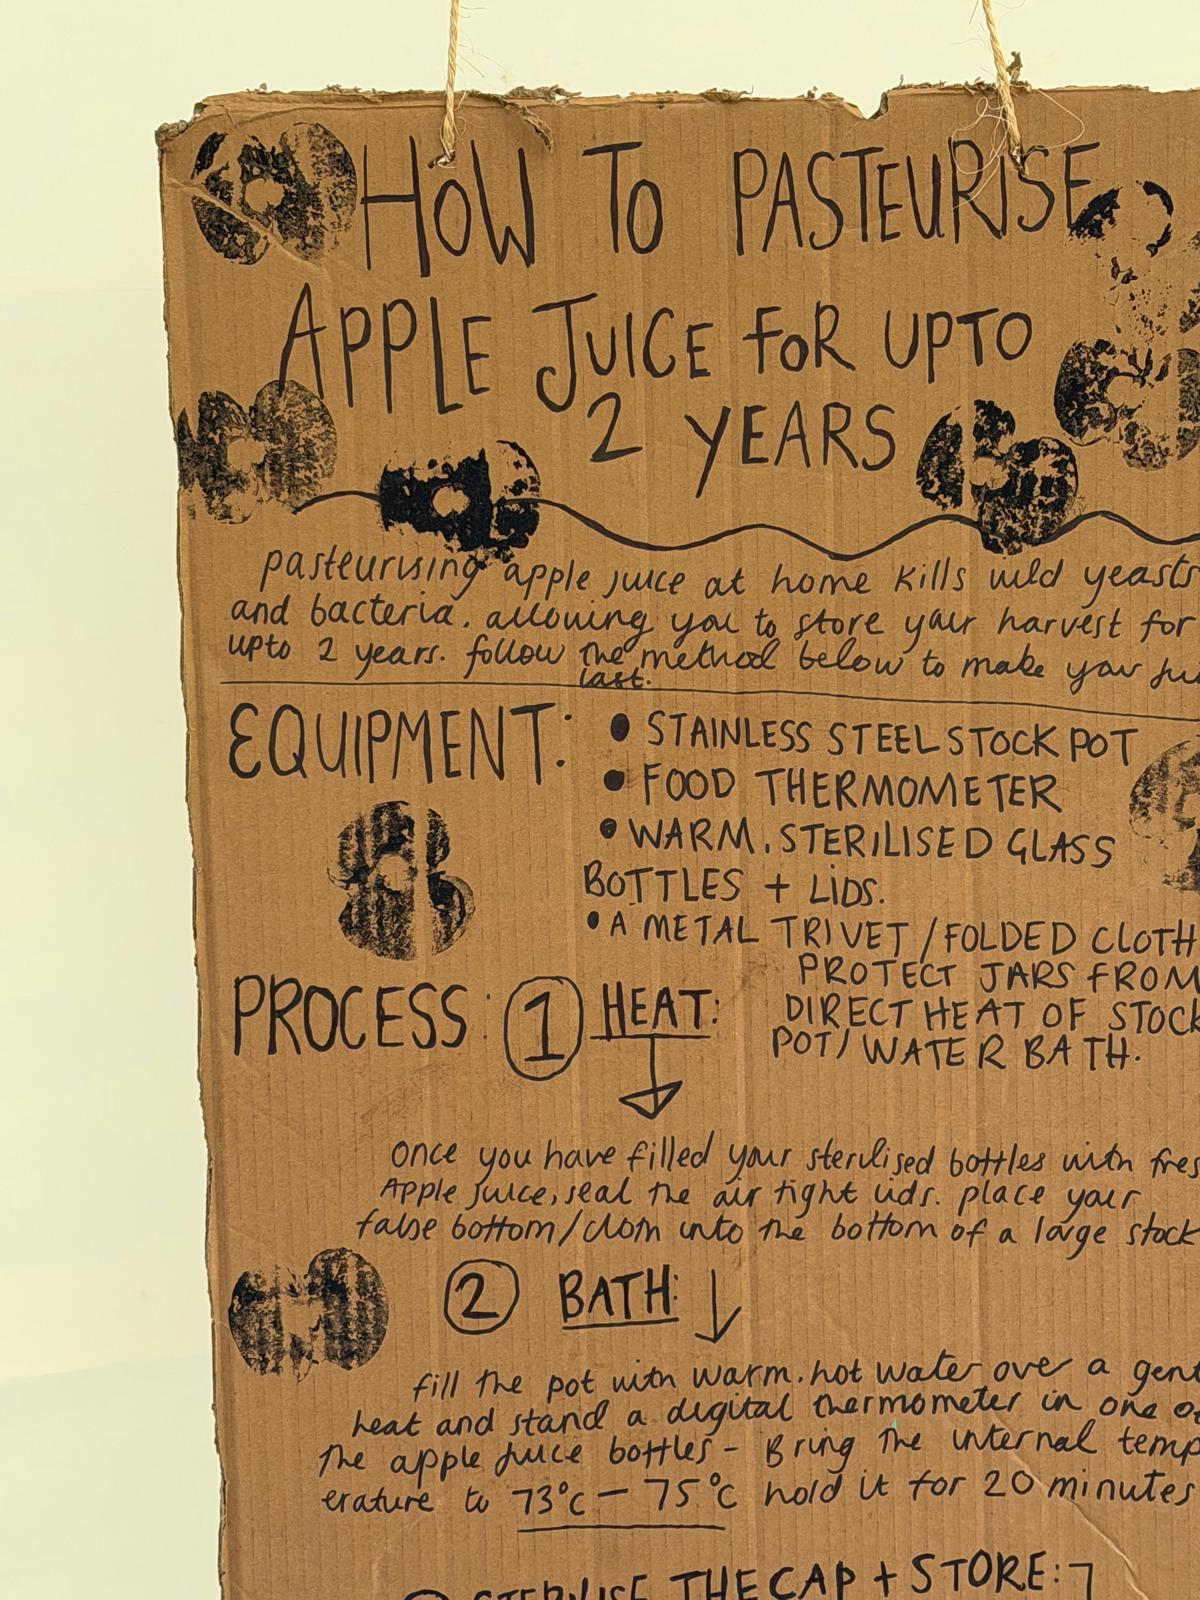 HOW TO PASTEURISE
APPLE JUICE FOR UPTO
2 YEARS
pasteurising apple juice at home kills wild yeasts
and bacteria. allowing you to store your harvest for
upto 2 years. follow the method below to make your
last.
EQUIPMENT:
• STAINLESS STEEL STOCK POT
• FOOD THERMOMETER
• WARM, STERILISED GLASS
BOTTLES + LIDS.
• A METAL TRIVET / FOLDED CLOTH
PROTECT JARS FROM
DIRECT HEAT OF STOCK
POT/WATER BATH.
PROCESS: 1 HEAT:
Once you have filled your sterilised bottles with
Apple juice, seal the air tight lids. place your
false bottom/cloth into the bottom of a large stock
2 BATH:
fill the pot with warm. hot water over a
heat and stand a digital thermometer in one
the apple juice bottles - Bring the internal temp
erature to 73°c - 75°c hold it for 20 minutes
STERILISE THE CAP + STORE: